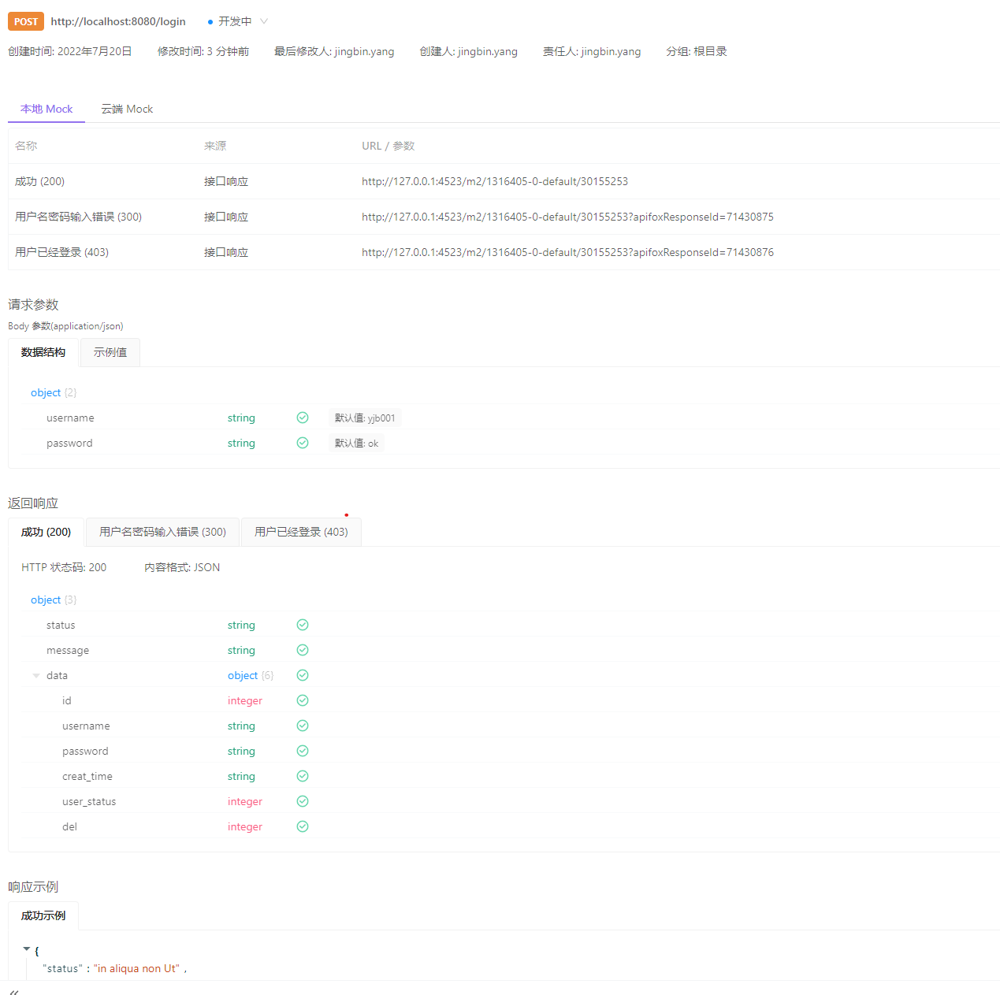 POST http://localhost:8080/login 开发中
创建时间: 2022年7月20日 修改时间: 3 分钟前 最后修改人: jingbin.yang 创建人: jingbin.yang 责任人: jingbin.yang 分组: 根目录
本地 Mock 云端 Mock
名称 来源 URL / 参数
成功 (200) 接口响应 http://127.0.0.1:4523/m2/1316405-0-default/30155253
用户名密码输入错误 (300) 接口响应 http://127.0.0.1:4523/m2/1316405-0-default/30155253?apifoxResponseId=71430875
用户已经登录 (403) 接口响应 http://127.0.0.1:4523/m2/1316405-0-default/30155253?apifoxResponseId=71430876
请求参数
Body 参数(application/json)
数据结构 示例值
object {2}
username string 默认值: yjb001
password string 默认值: ok
返回响应
成功 (200) 用户名密码输入错误 (300) 用户已经登录 (403)
HTTP 状态码: 200 内容格式: JSON
object {3}
status string
message string
data object {6}
id integer
username string
password string
creat_time string
user_status integer
del integer
响应示例
成功示例
{
"status" : "in aliqua non Ut" ,